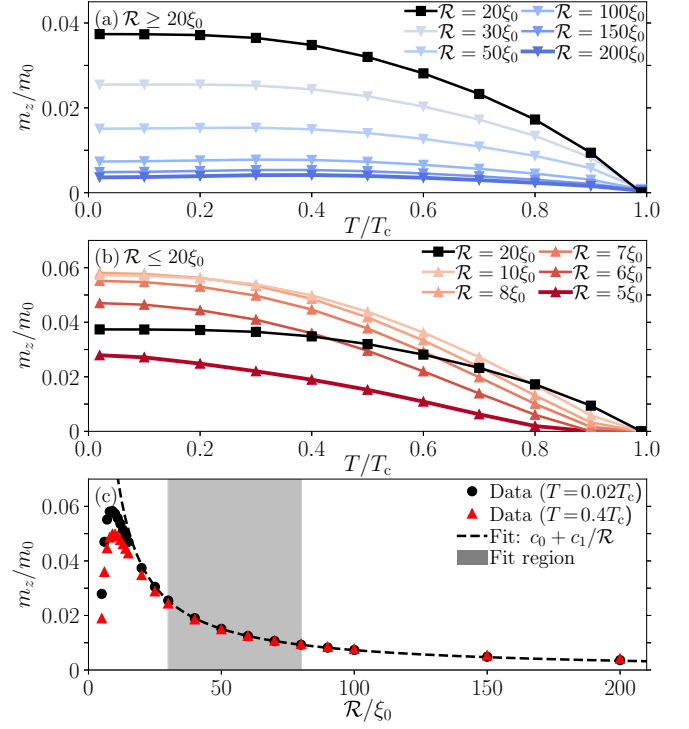 (a) ℛ ≥ 20ξ₀
ℛ = 20ξ₀
ℛ = 30ξ₀
ℛ = 50ξ₀
ℛ = 100ξ₀
ℛ = 150ξ₀
ℛ = 200ξ₀
m_z/m₀
0.04
0.02
0
0.0 0.2 0.4 0.6 0.8 1.0
T/T_c
(b) ℛ ≤ 20ξ₀
ℛ = 20ξ₀
ℛ = 10ξ₀
ℛ = 8ξ₀
ℛ = 7ξ₀
ℛ = 6ξ₀
ℛ = 5ξ₀
m_z/m₀
0.06
0.04
0.02
0
0.0 0.2 0.4 0.6 0.8 1.0
T/T_c
(c)
Data (T = 0.02T_c)
Data (T = 0.4T_c)
Fit: c₀ + c₁/ℛ
Fit region
m_z/m₀
0.06
0.04
0.02
0
0 50 100 150 200
ℛ/ξ₀